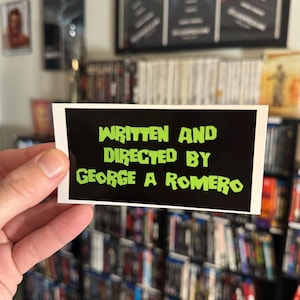 WRITTEN AND
DIRECTED BY
GEORGE A ROMERO